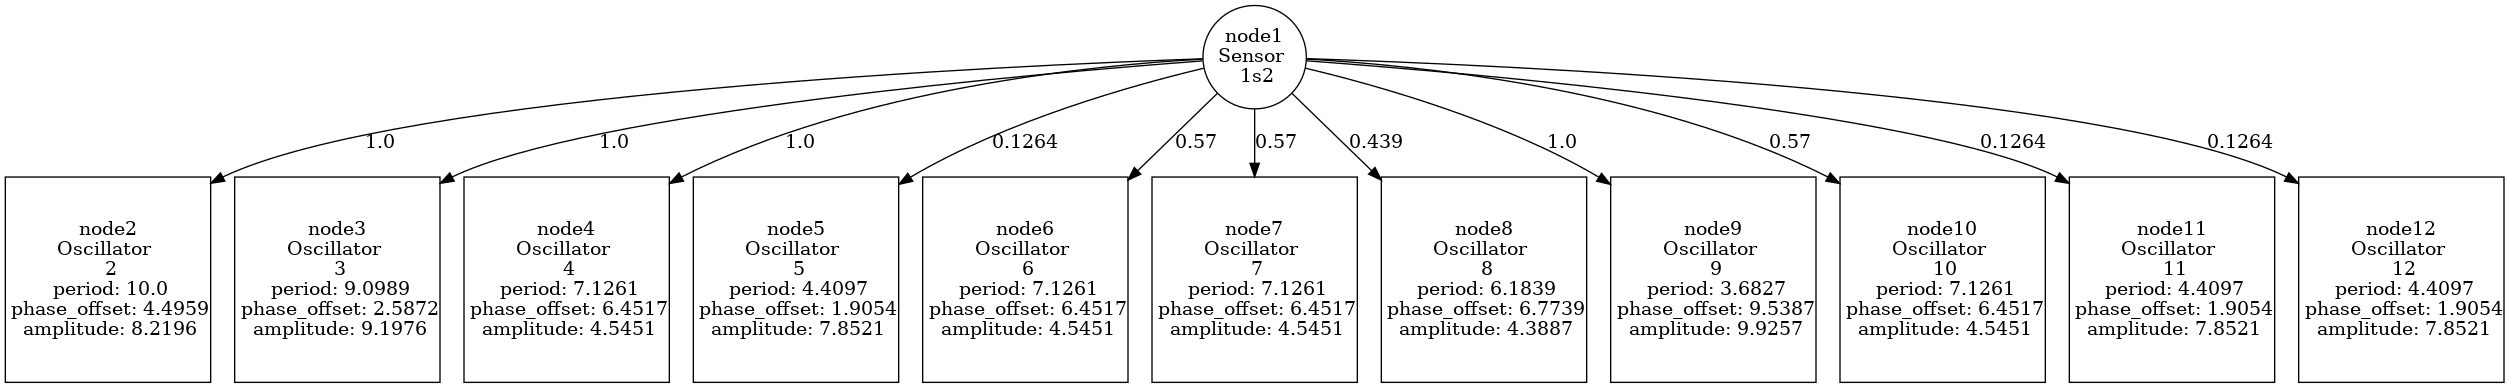 node1
Sensor
1s2
1.0
1.0
1.0
0.1264
0.57
0.57
0.439
1.0
0.57
0.1264
0.1264
node2
Oscillator
2
period: 10.0
phase_offset: 4.4959
amplitude: 8.2196
node3
Oscillator
3
period: 9.0989
phase_offset: 2.5872
amplitude: 9.1976
node4
Oscillator
4
period: 7.1261
phase_offset: 6.4517
amplitude: 4.5451
node5
Oscillator
5
period: 4.4097
phase_offset: 1.9054
amplitude: 7.8521
node6
Oscillator
6
period: 7.1261
phase_offset: 6.4517
amplitude: 4.5451
node7
Oscillator
7
period: 7.1261
phase_offset: 6.4517
amplitude: 4.5451
node8
Oscillator
8
period: 6.1839
phase_offset: 6.7739
amplitude: 4.3887
node9
Oscillator
9
period: 3.6827
phase_offset: 9.5387
amplitude: 9.9257
node10
Oscillator
10
period: 7.1261
phase_offset: 6.4517
amplitude: 4.5451
node11
Oscillator
11
period: 4.4097
phase_offset: 1.9054
amplitude: 7.8521
node12
Oscillator
12
period: 4.4097
phase_offset: 1.9054
amplitude: 7.8521